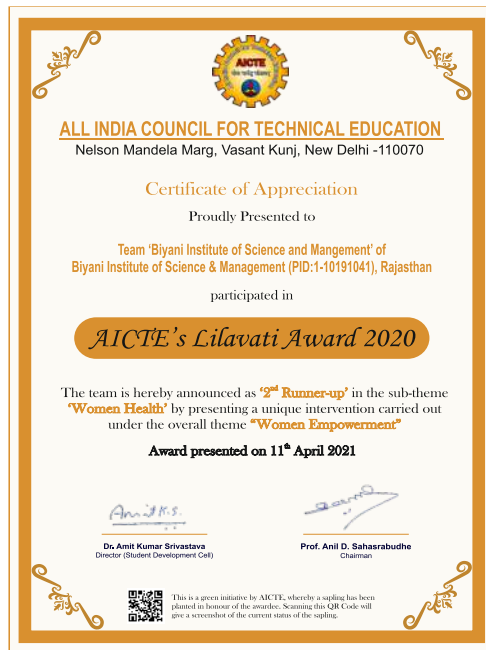 AICTE
ALL INDIA COUNCIL FOR TECHNICAL EDUCATION
Nelson Mandela Marg, Vasant Kunj, New Delhi -110070
Certificate of Appreciation
Proudly Presented to
Team ‘Biyani Institute of Science and Mangement’ of
Biyani Institute of Science & Management (PID:1-10191041), Rajasthan
participated in
AICTE’s Lilavati Award 2020
The team is hereby announced as ‘2nd Runner-up’ in the sub-theme
‘Women Health’ by presenting a unique intervention carried out
under the overall theme “Women Empowerment”
Award presented on 11th April 2021
Amit K.S.
Dr. Amit Kumar Srivastava
Director (Student Development Cell)
Prof. Anil D. Sahasrabudhe
Chairman
This is a green initiative by AICTE, whereby a sapling has been
planted in honour of the awardee. Scanning this QR Code will
give a screenshot of the current status of the sapling.